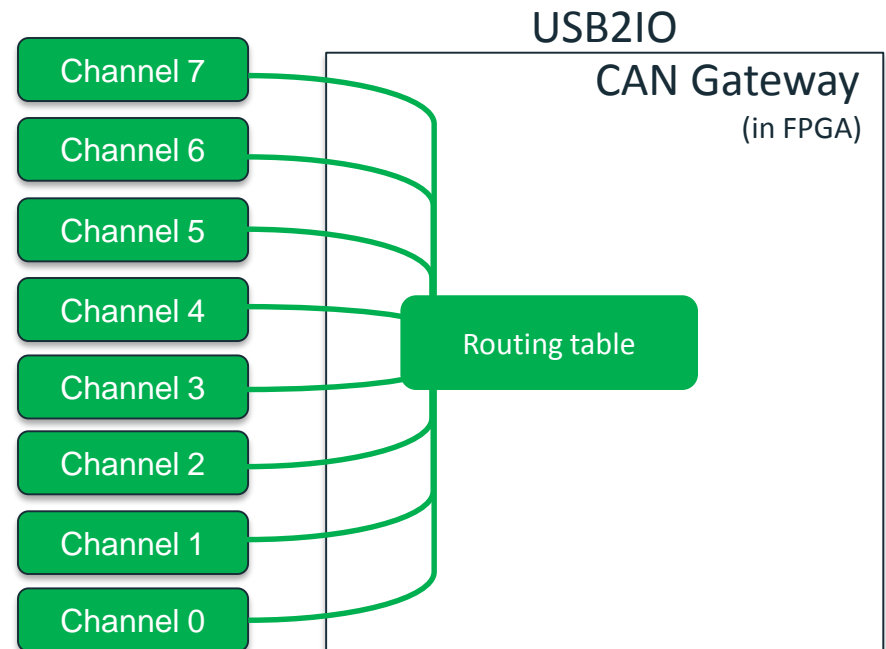 USB2IO
CAN Gateway
(in FPGA)
Channel 7
Channel 6
Channel 5
Channel 4
Channel 3
Channel 2
Channel 1
Channel 0
Routing table